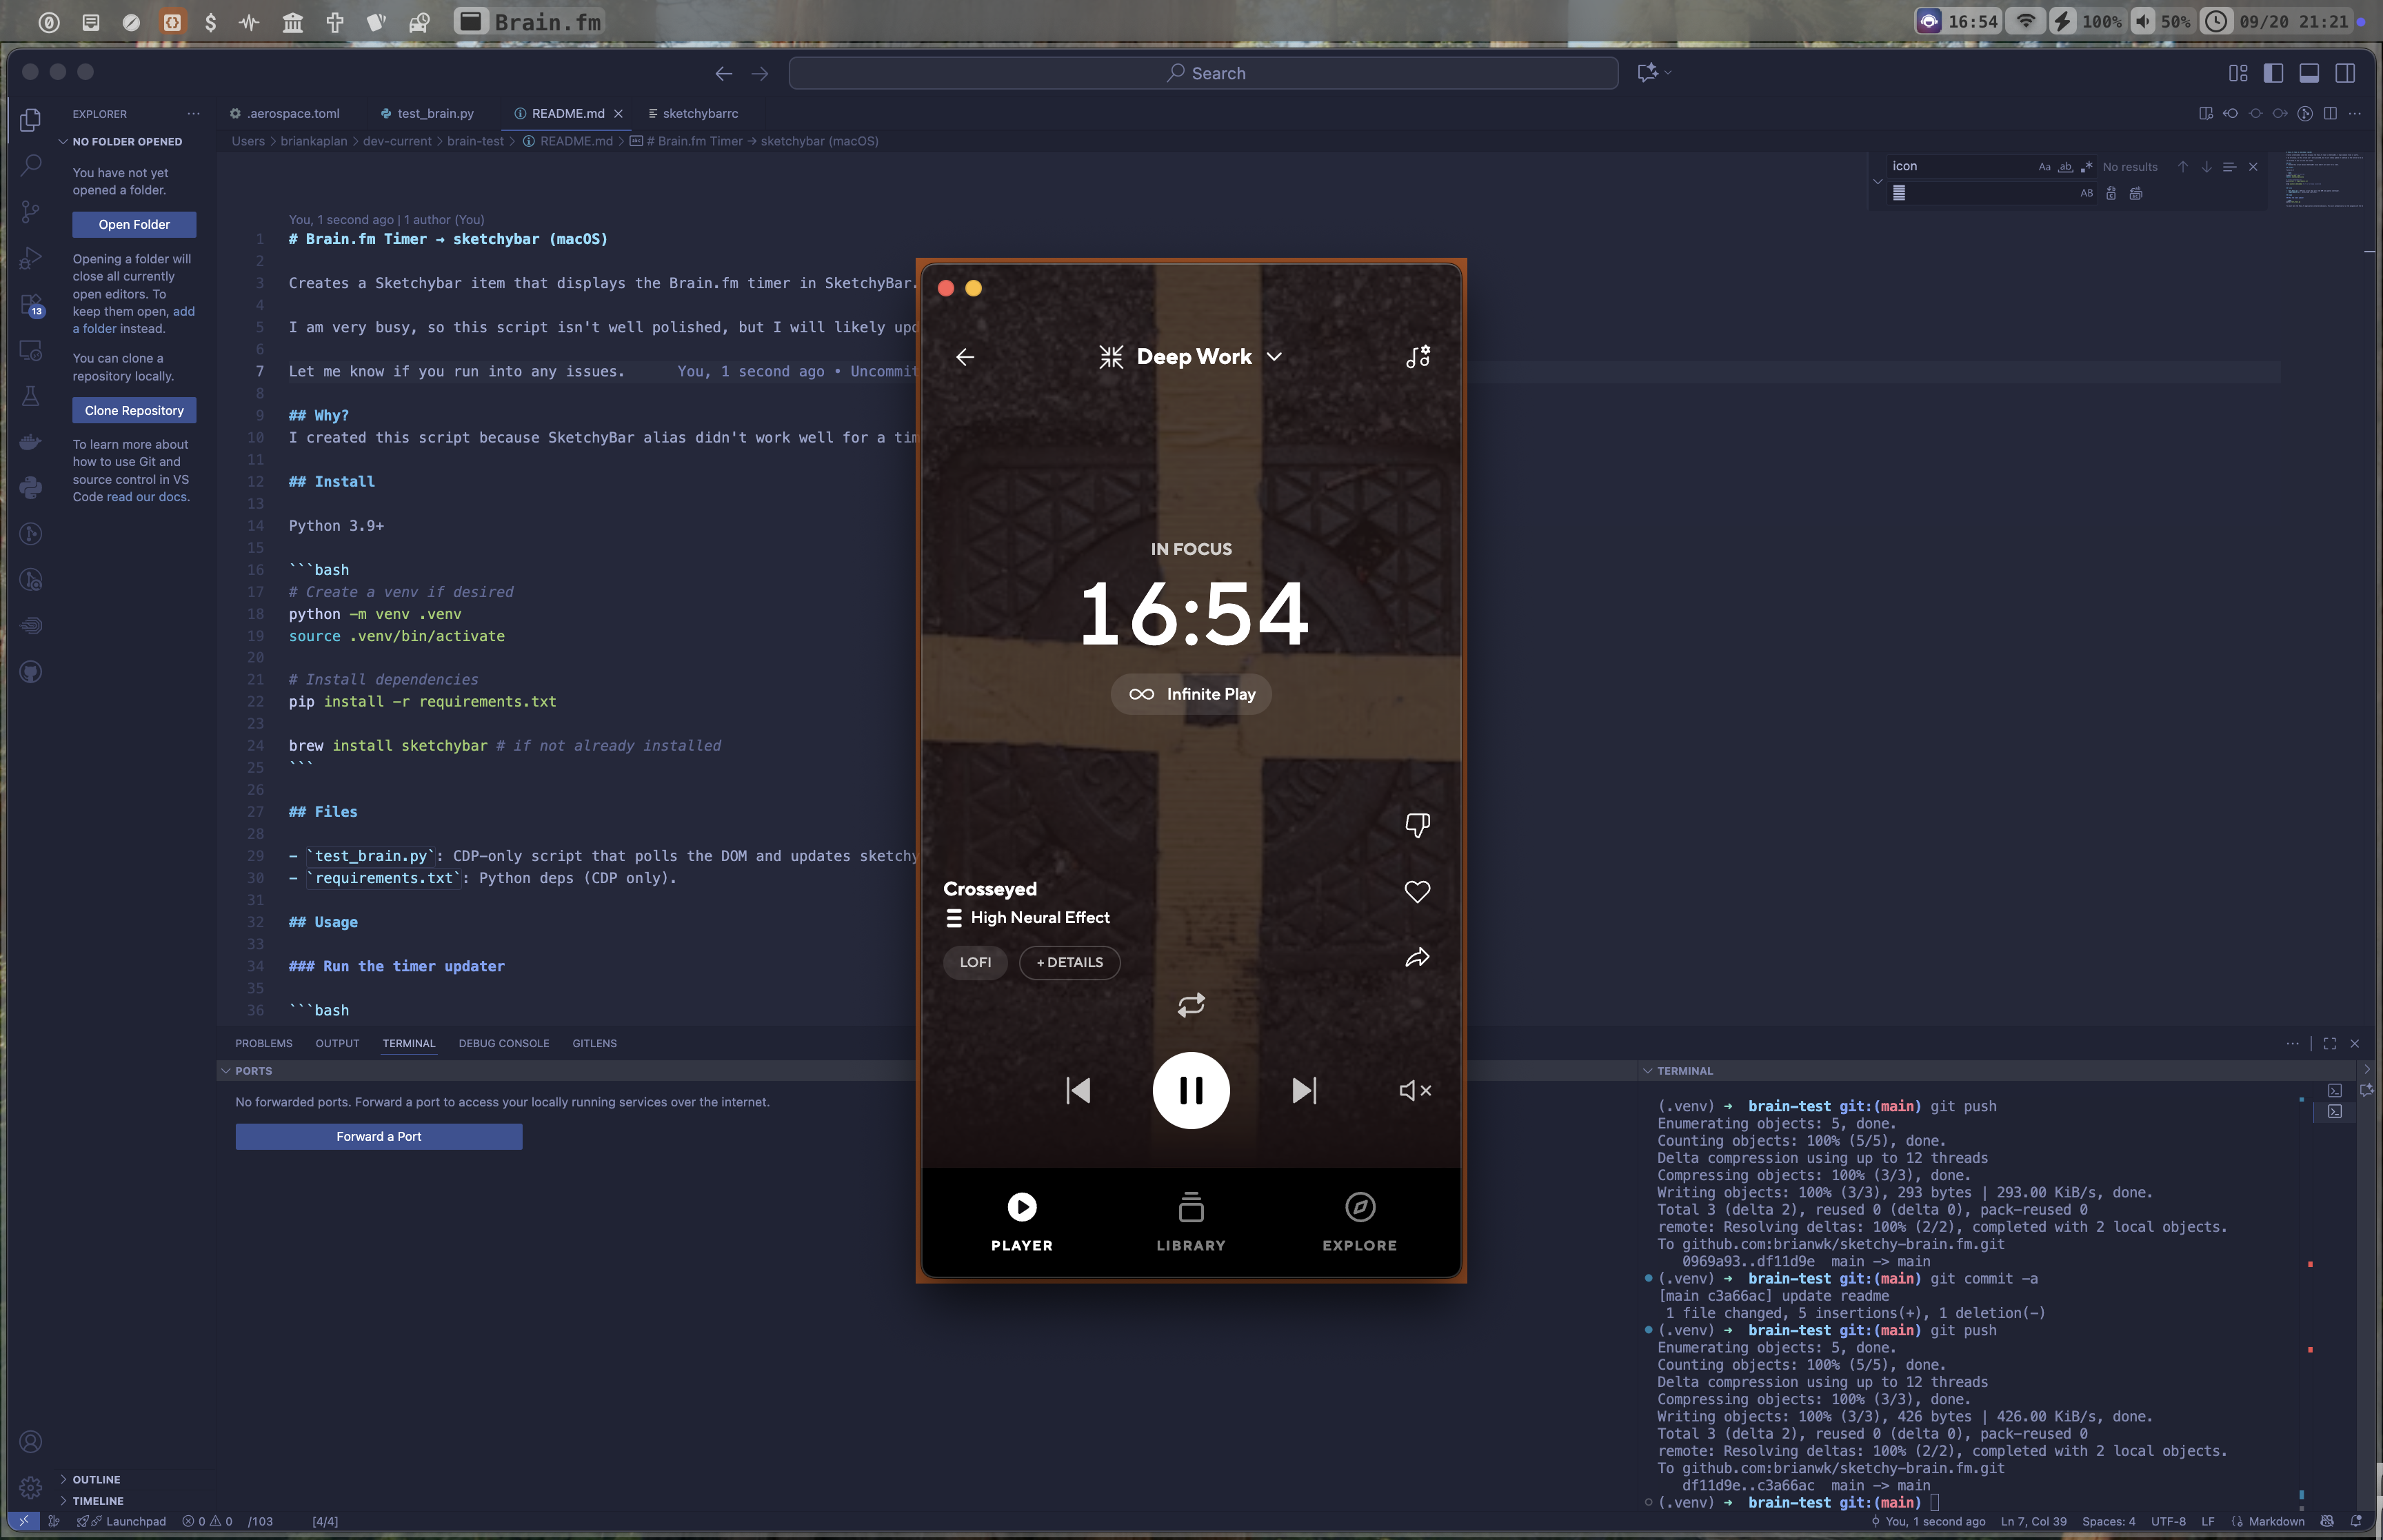 Brain.fm
16:54
100%
50%
09/20 21:21
Search
EXPLORER
.aerospace.toml
test_brain.py
README.md
sketchybarrc
NO FOLDER OPENED
Users > briankaplan > dev-current > brain-test > README.md > # Brain.fm Timer → sketchybar (macOS)
You have not yet
opened a folder.
Open Folder
Opening a folder will
close all currently
open editors. To
keep them open, add
a folder instead.
You can clone a
repository locally.
Clone Repository
To learn more about
how to use Git and
source control in VS
Code read our docs.
13
icon
Aa
ab
.*
No results
AB
You, 1 second ago | 1 author (You)
1 # Brain.fm Timer → sketchybar (macOS)
2
3 Creates a Sketchybar item that displays the Brain.fm timer in SketchyBar.
4
5 I am very busy, so this script isn't well polished, but I will likely upd
6
7 Let me know if you run into any issues. You, 1 second ago • Uncommit
8
9 ## Why?
10 I created this script because SketchyBar alias didn't work well for a tim
11
12 ## Install
13
14 Python 3.9+
15
16 ```bash
17 # Create a venv if desired
18 python -m venv .venv
19 source .venv/bin/activate
20
21 # Install dependencies
22 pip install -r requirements.txt
23
24 brew install sketchybar # if not already installed
25 ```
26
27 ## Files
28
29 - `test_brain.py`: CDP-only script that polls the DOM and updates sketchy
30 - `requirements.txt`: Python deps (CDP only).
31
32 ## Usage
33
34 ### Run the timer updater
35
36 ```bash
Deep Work
IN FOCUS
16:54
Infinite Play
Crosseyed
High Neural Effect
LOFI
+ DETAILS
PLAYER
LIBRARY
EXPLORE
PROBLEMS
OUTPUT
TERMINAL
DEBUG CONSOLE
GITLENS
PORTS
No forwarded ports. Forward a port to access your locally running services over the internet.
Forward a Port
TERMINAL
(.venv) → brain-test git:(main) git push
Enumerating objects: 5, done.
Counting objects: 100% (5/5), done.
Delta compression using up to 12 threads
Compressing objects: 100% (3/3), done.
Writing objects: 100% (3/3), 293 bytes | 293.00 KiB/s, done.
Total 3 (delta 2), reused 0 (delta 0), pack-reused 0
remote: Resolving deltas: 100% (2/2), completed with 2 local objects.
To github.com:brianwk/sketchy-brain.fm.git
0969a93..df11d9e main -> main
(.venv) → brain-test git:(main) git commit -a
[main c3a66ac] update readme
1 file changed, 5 insertions(+), 1 deletion(-)
(.venv) → brain-test git:(main) git push
Enumerating objects: 5, done.
Counting objects: 100% (5/5), done.
Delta compression using up to 12 threads
Compressing objects: 100% (3/3), done.
Writing objects: 100% (3/3), 426 bytes | 426.00 KiB/s, done.
Total 3 (delta 2), reused 0 (delta 0), pack-reused 0
remote: Resolving deltas: 100% (2/2), completed with 2 local objects.
To github.com:brianwk/sketchy-brain.fm.git
df11d9e..c3a66ac main -> main
(.venv) → brain-test git:(main)
OUTLINE
TIMELINE
Launchpad
0
0
/103
[4/4]
You, 1 second ago
Ln 7, Col 39
Spaces: 4
UTF-8
LF
Markdown